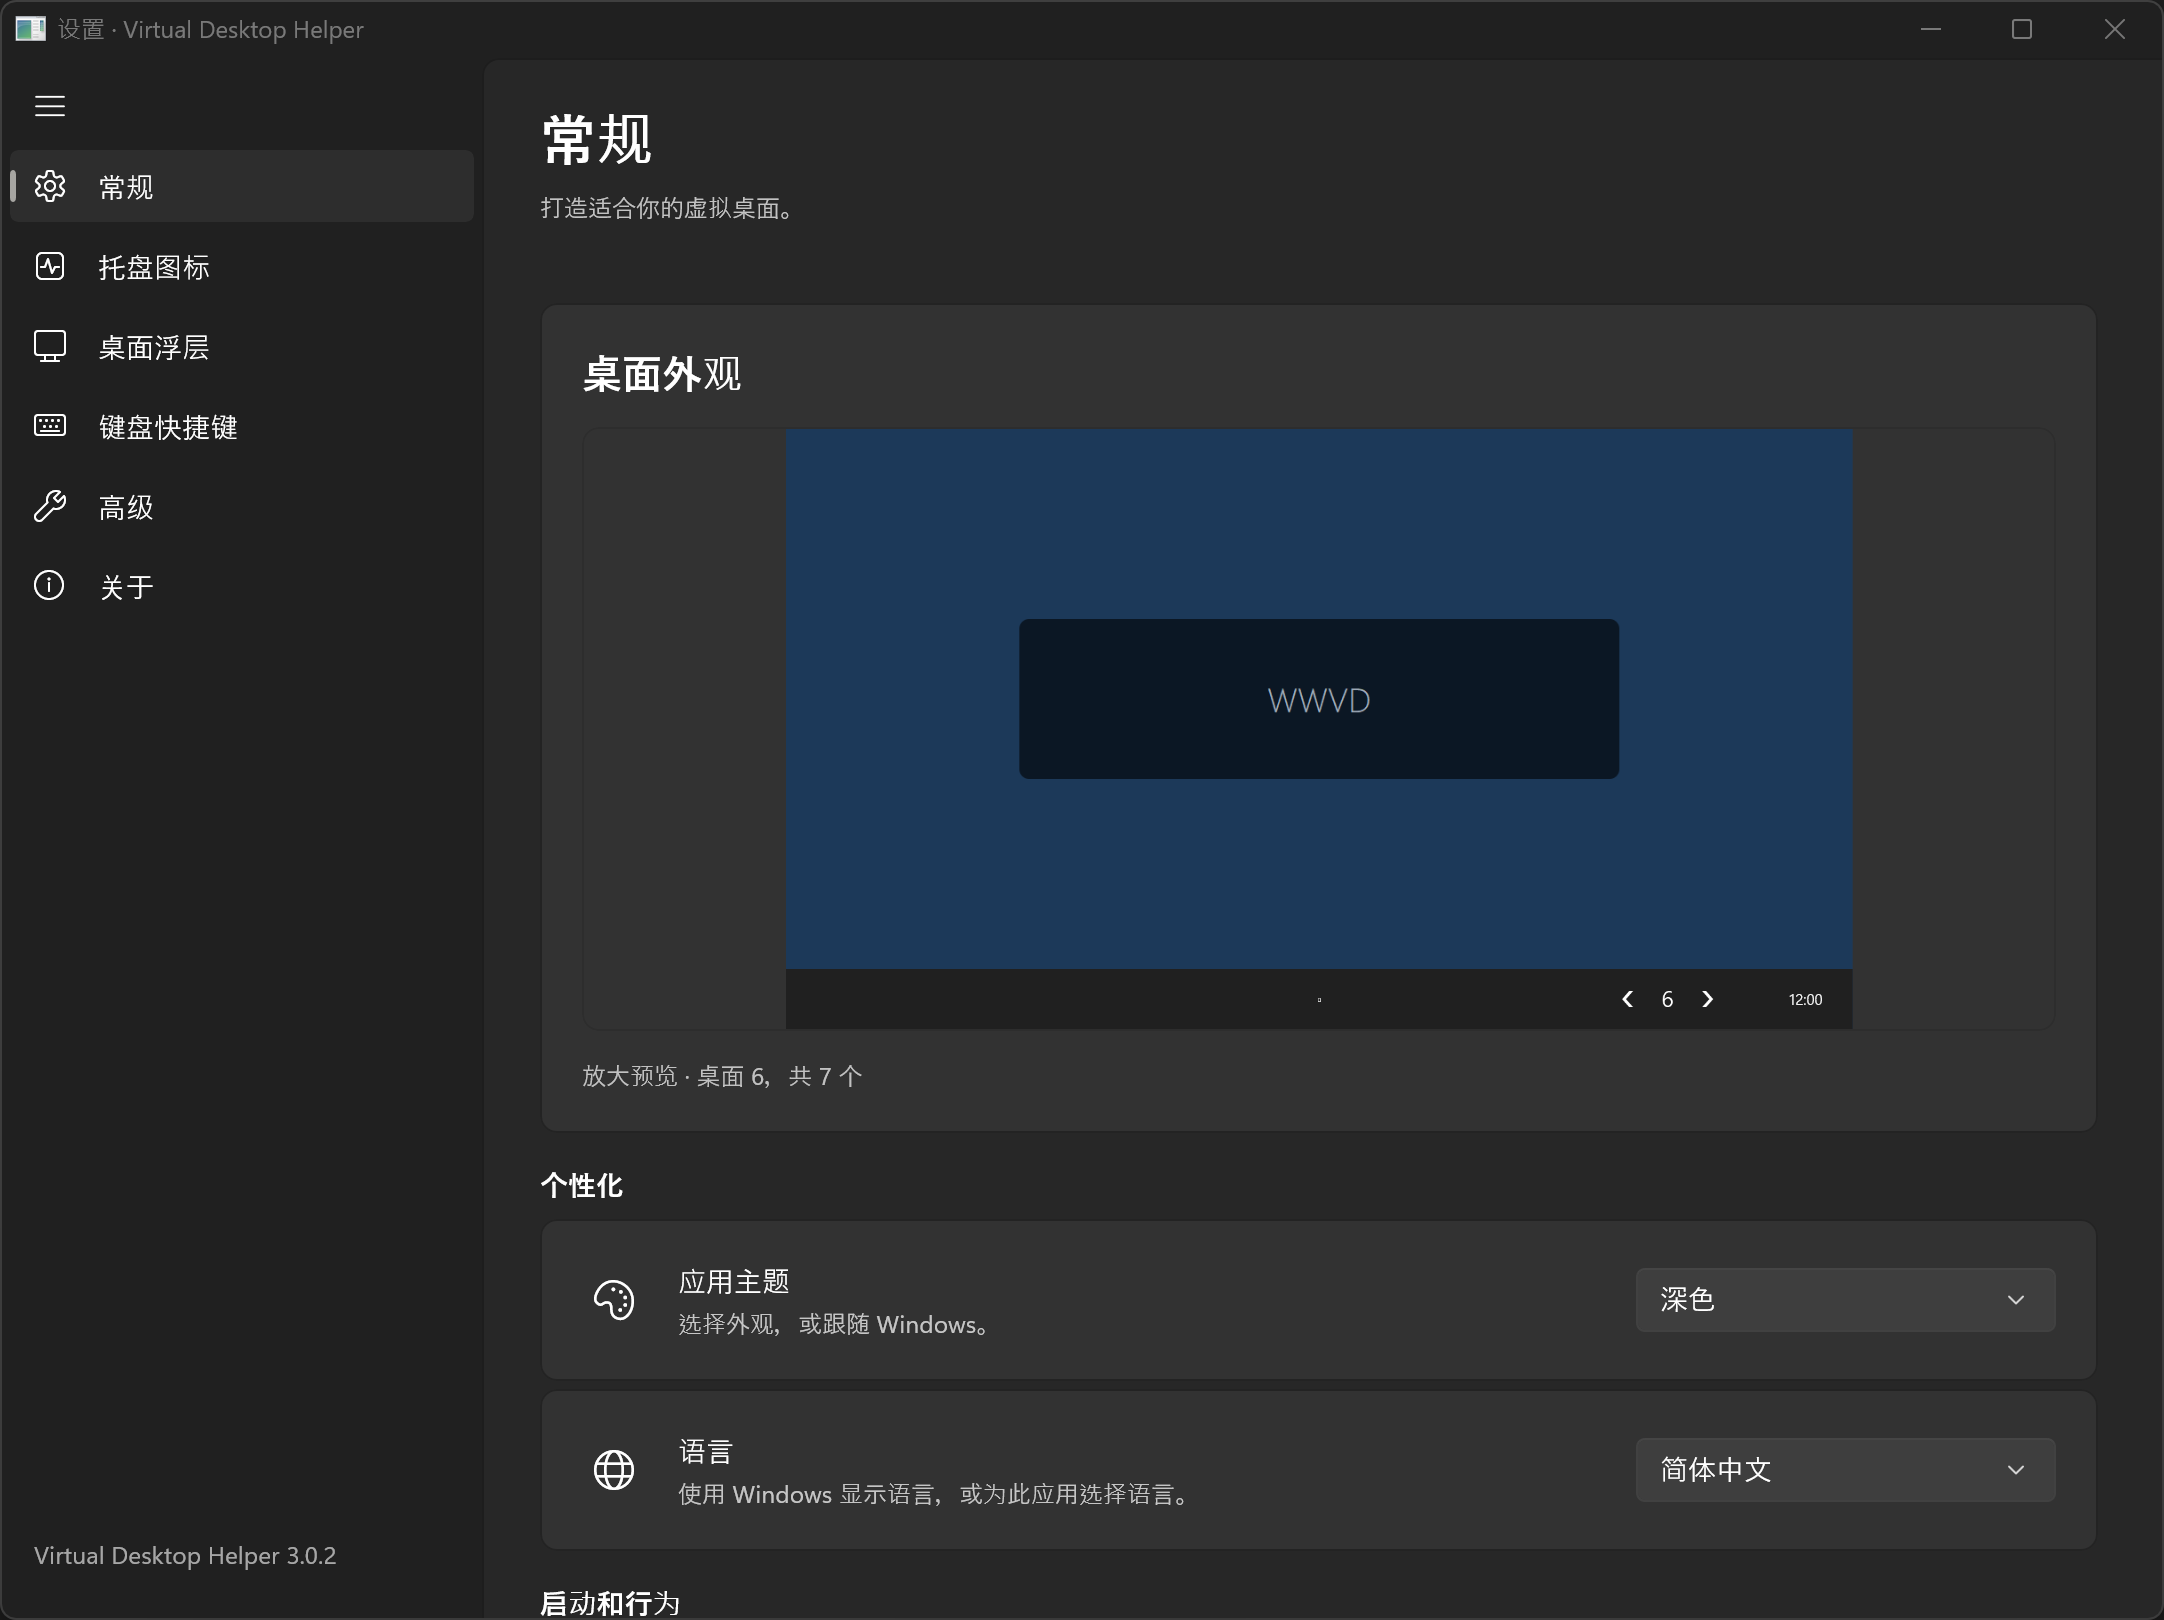 设置 · Virtual Desktop Helper
常规
托盘图标
桌面浮层
键盘快捷键
高级
关于
Virtual Desktop Helper 3.0.2
常规
打造适合你的虚拟桌面。
桌面外观
WWVD
6
12:00
放大预览 · 桌面 6，共 7 个
个性化
应用主题
选择外观，或跟随 Windows。
深色
语言
使用 Windows 显示语言，或为此应用选择语言。
简体中文
启动和行为